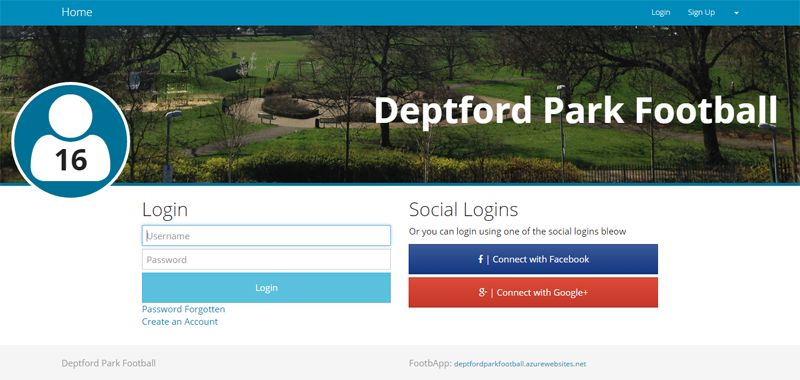 Home Login Sign Up
Deptford Park Football
16
Login
Username
Password
Login
Password Forgotten
Create an Account
Social Logins
Or you can login using one of the social logins bleow
f | Connect with Facebook
g+ | Connect with Google+
Deptford Park Football
FootbApp: deptfordparkfootball.azurewebsites.net